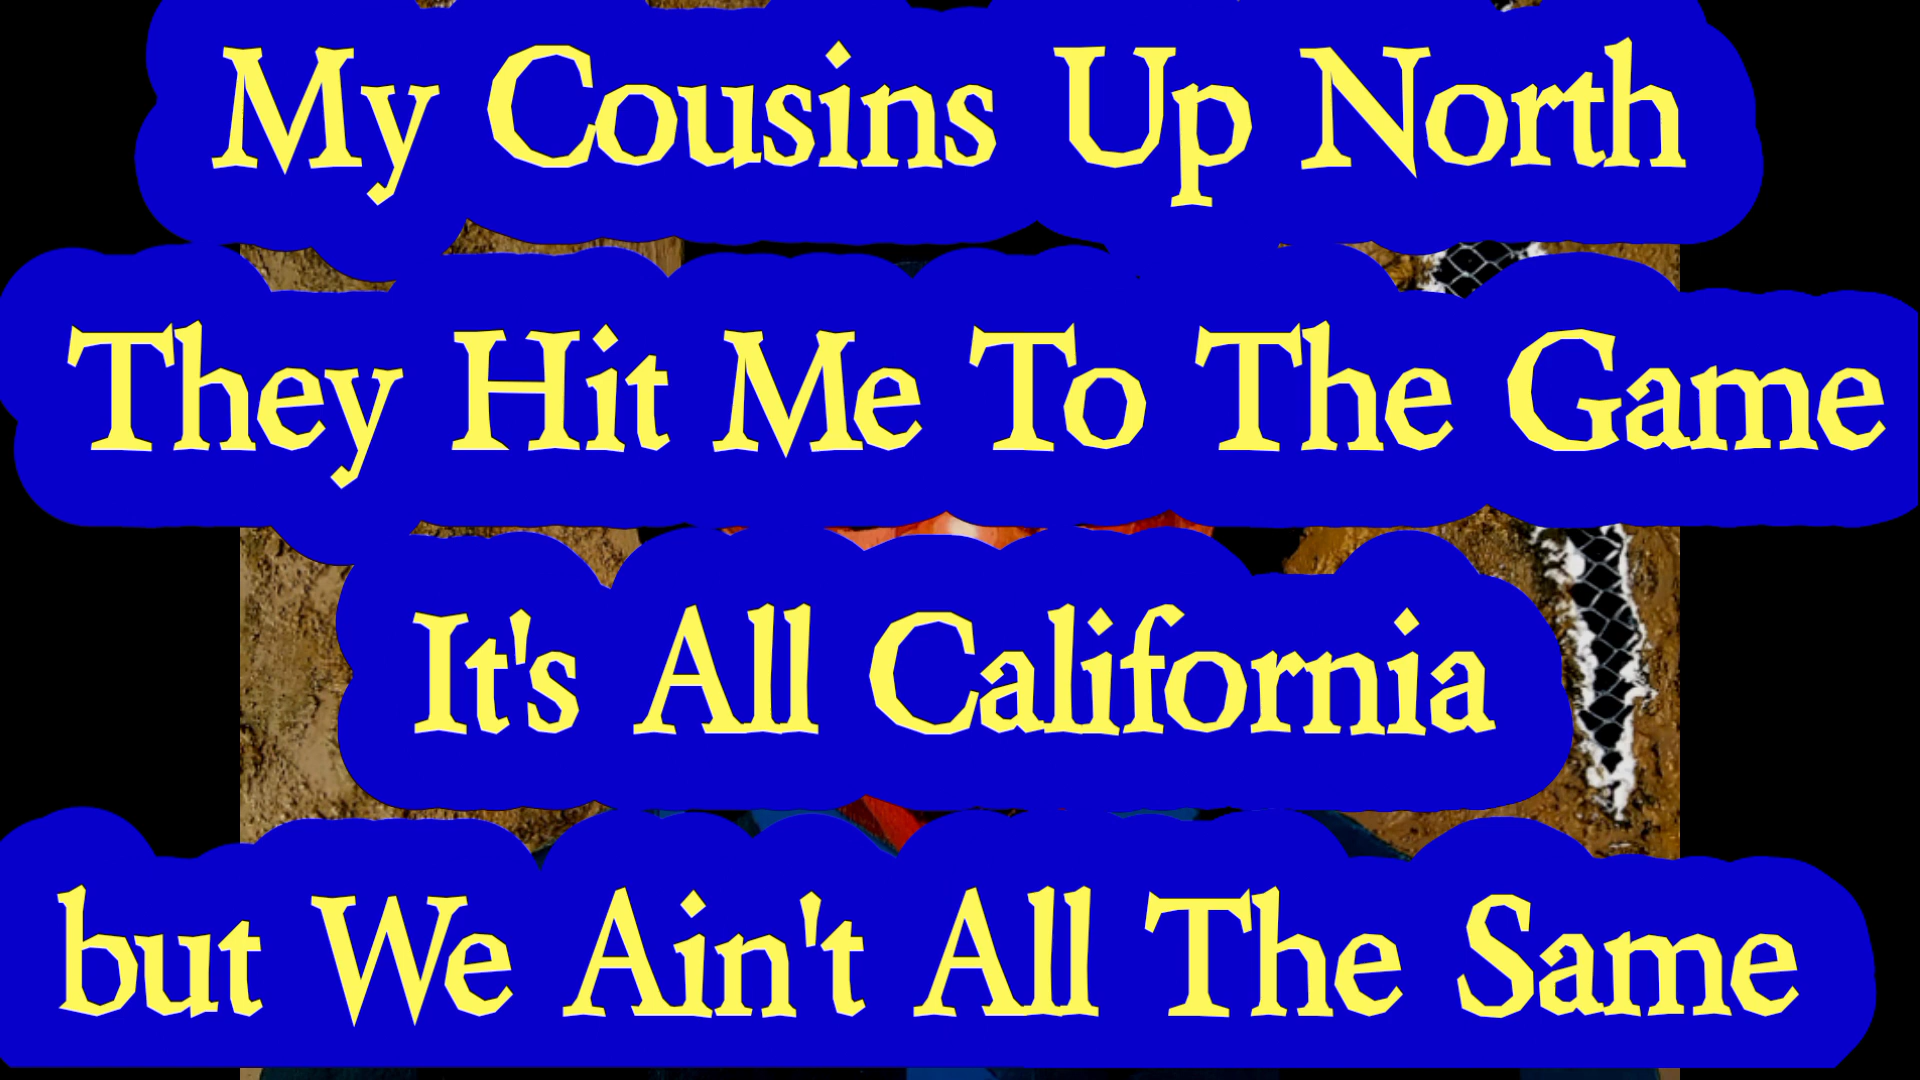 My Cousins Up North
They Hit Me To The Game
It's All California
but We Ain't All The Same